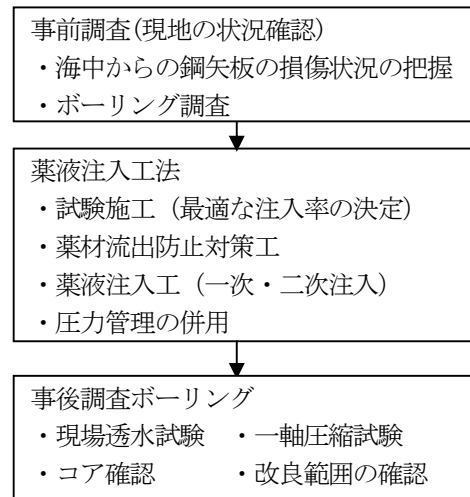 事前調査(現地の状況確認)
・海中からの鋼矢板の損傷状況の把握
・ボーリング調査
薬液注入工法
・試験施工（最適な注入率の決定）
・薬材流出防止対策工
・薬液注入工（一次・二次注入）
・圧力管理の併用
事後調査ボーリング
・現場透水試験　・一軸圧縮試験
・コア確認　　　・改良範囲の確認